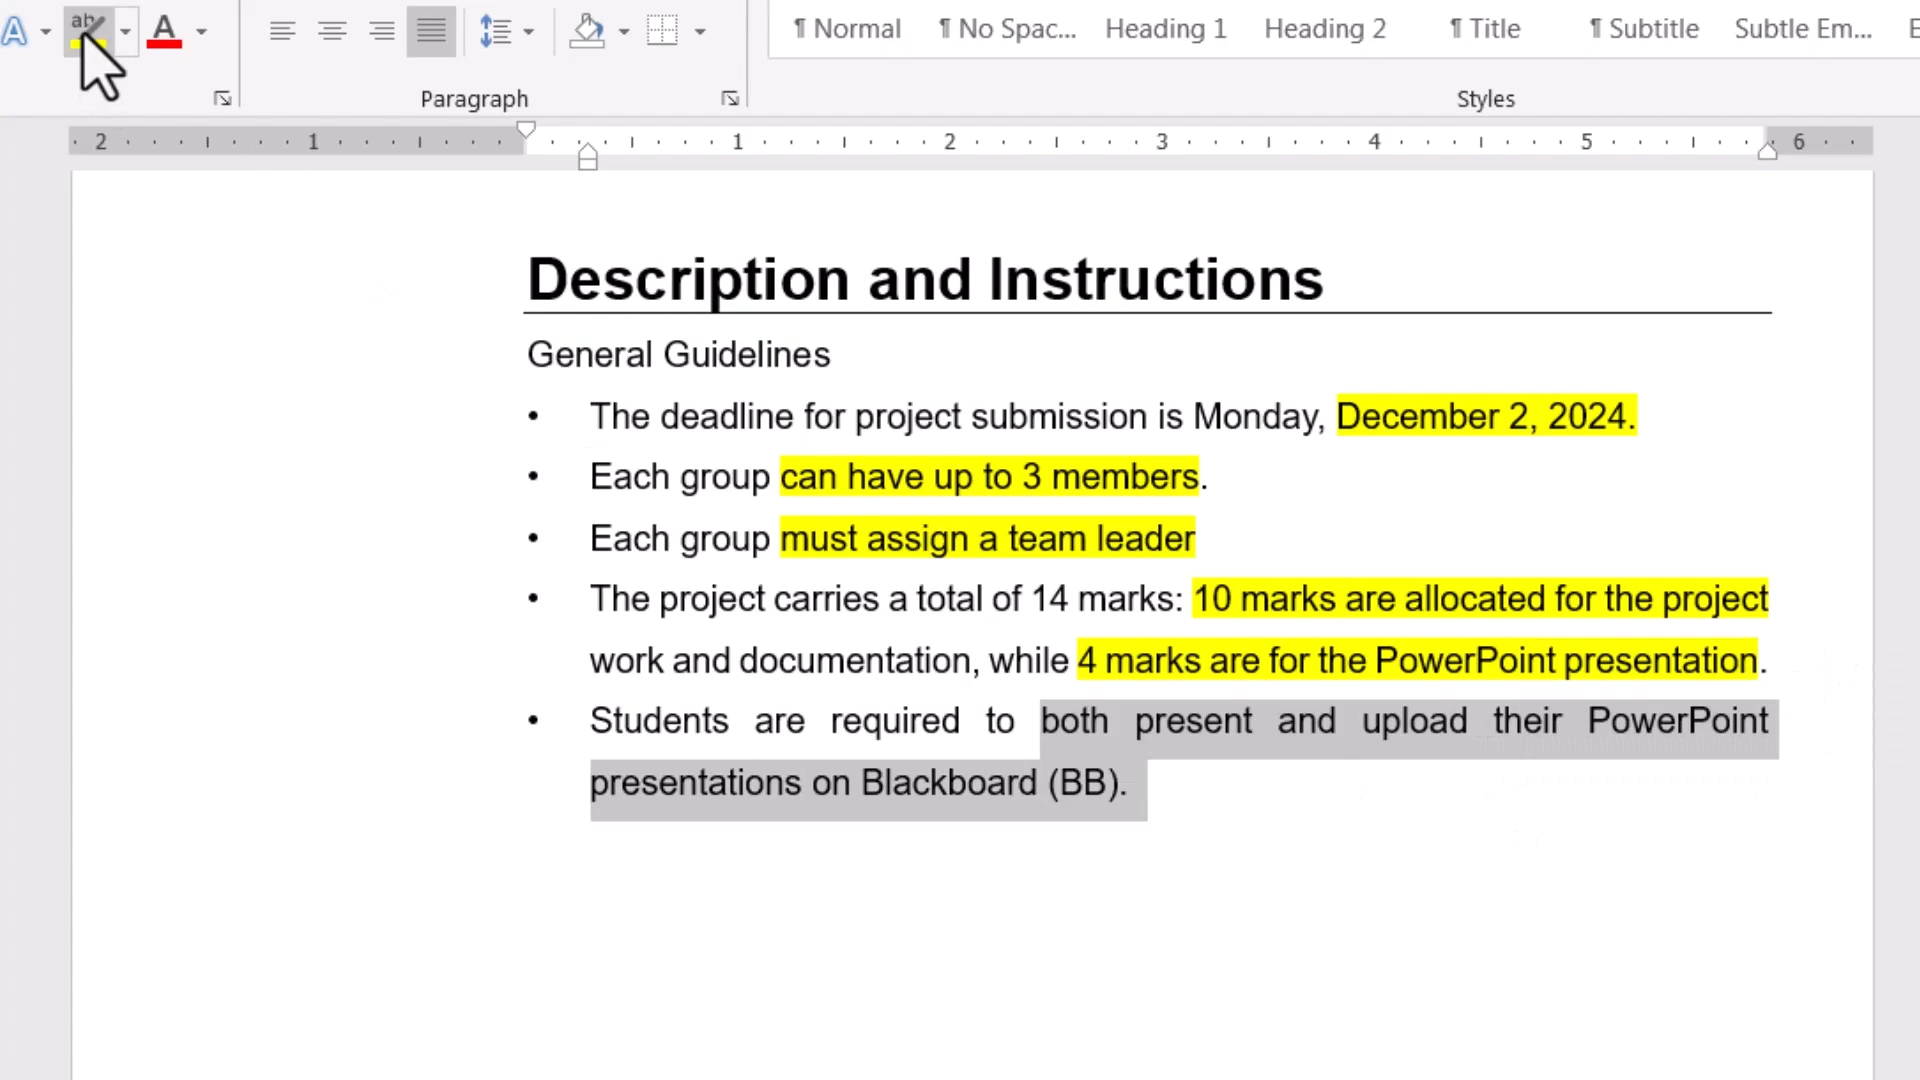 A
ab
A
Paragraph
¶ Normal
¶ No Spac...
Heading 1
Heading 2
¶ Title
¶ Subtitle
Subtle Em...
E
Styles
2 1 1 2 3 4 5 6
Description and Instructions
General Guidelines
• The deadline for project submission is Monday, December 2, 2024.
• Each group can have up to 3 members.
• Each group must assign a team leader
• The project carries a total of 14 marks: 10 marks are allocated for the project
work and documentation, while 4 marks are for the PowerPoint presentation.
• Students are required to both present and upload their PowerPoint
presentations on Blackboard (BB).